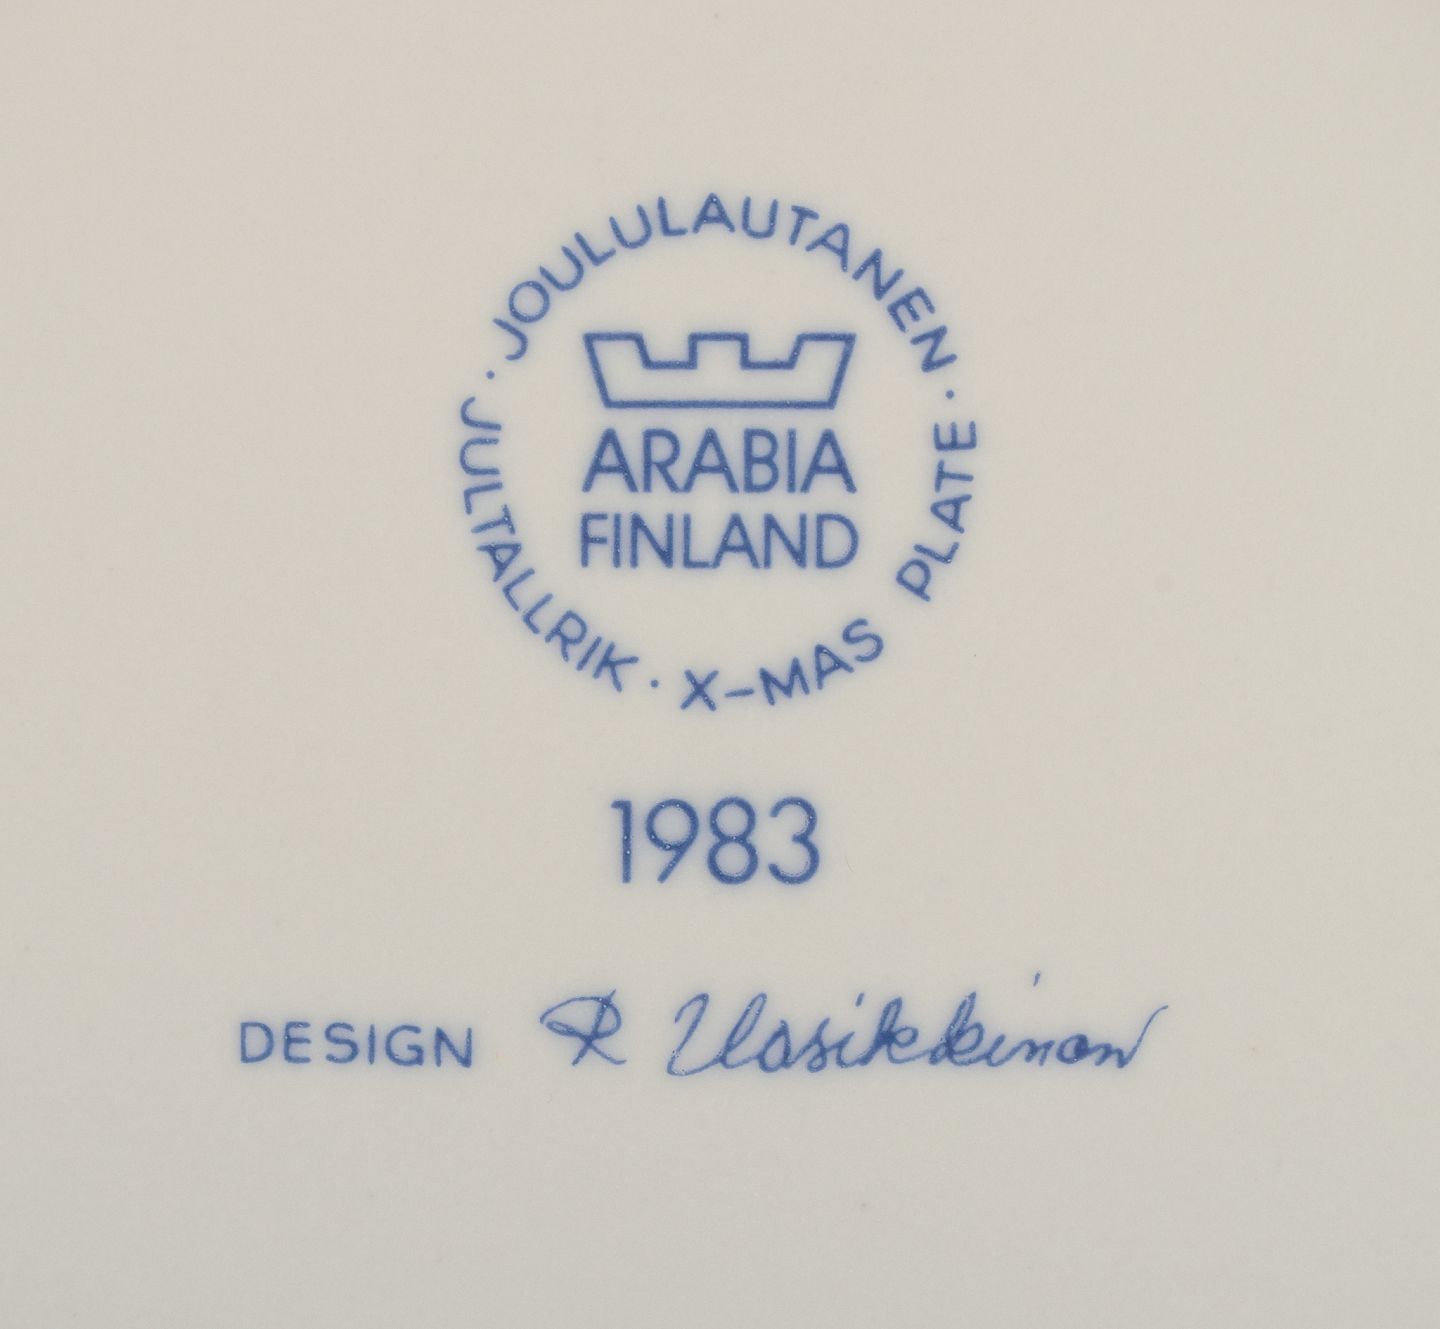 · JOULULAUTANEN · X-MAS PLATE · JULTALLRIK
ARABIA
FINLAND
1983
DESIGN R Uosikkinen